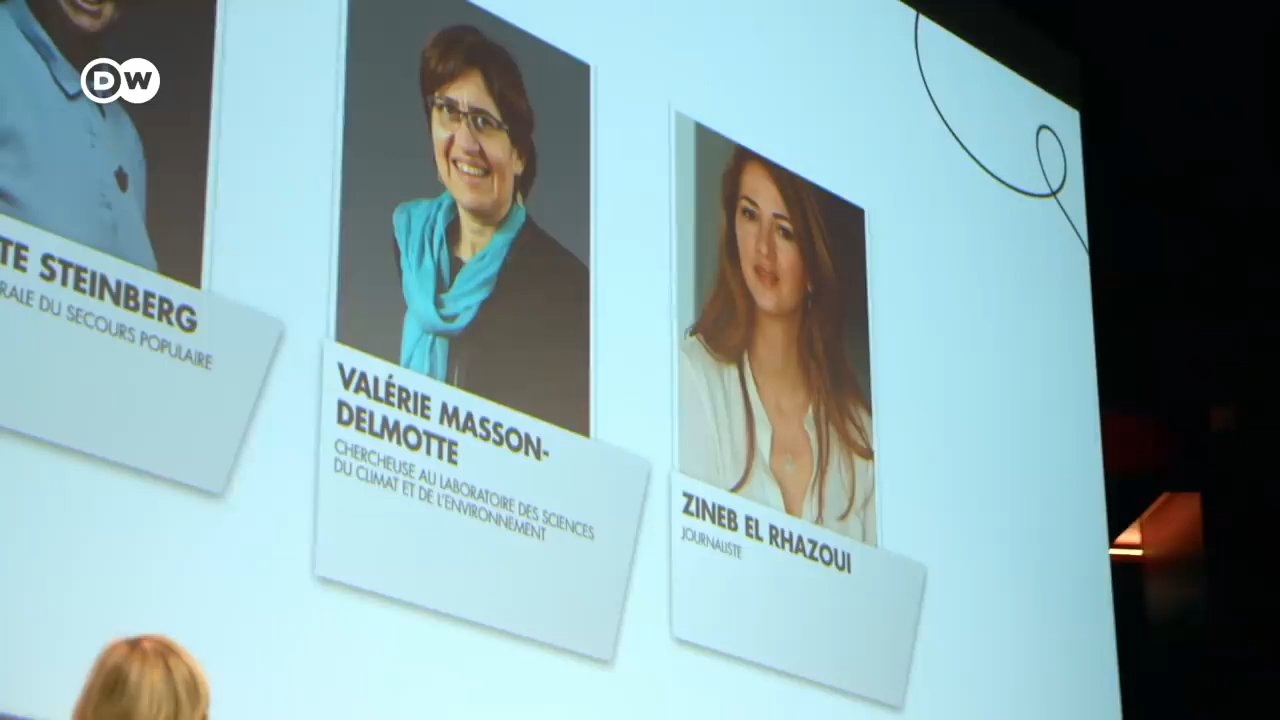 DW
TE STEINBERG
RALE DU SECOURS POPULAIRE
VALÉRIE MASSON-
DELMOTTE
CHERCHEUSE AU LABORATOIRE DES SCIENCES
DU CLIMAT ET DE L'ENVIRONNEMENT
ZINEB EL RHAZOUI
JOURNALISTE